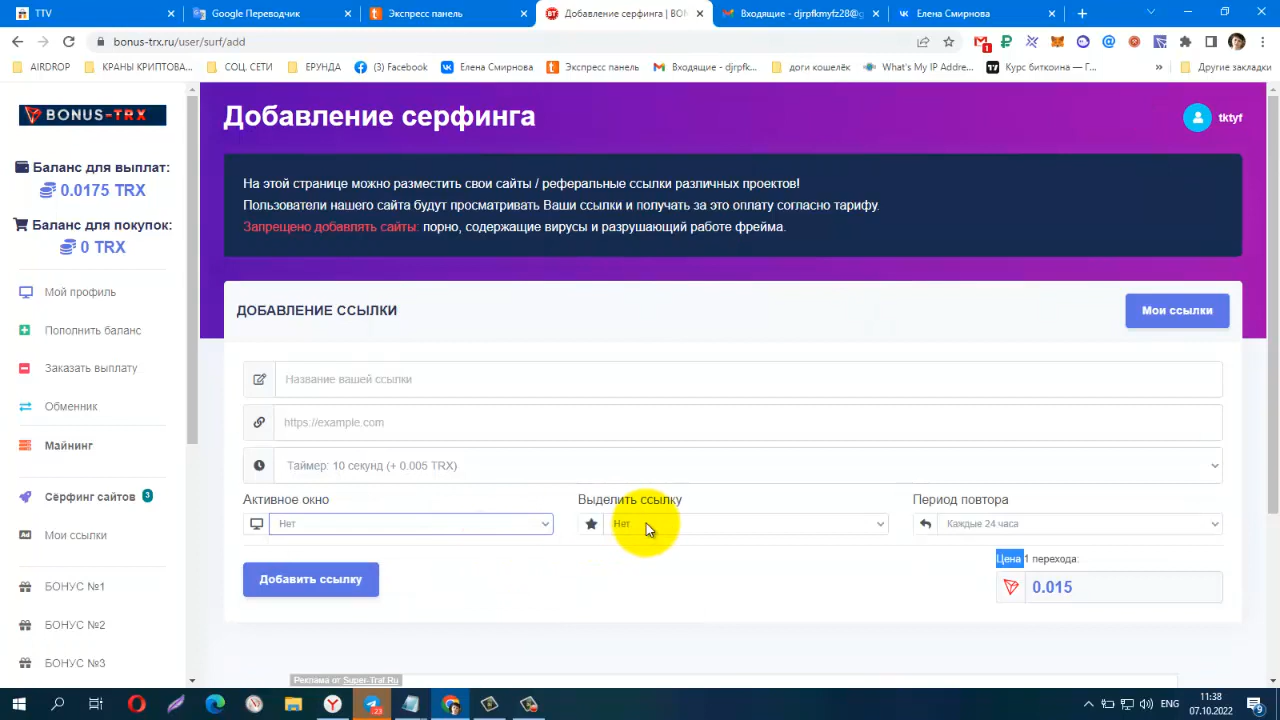 TTV
Google Переводчик
Экспресс панель
Добавление серфинга | BON
Входящие - djrpfkmyfz28@g
Елена Смирнова
bonus-trx.ru/user/surf/add
1
AIRDROP
КРАНЫ КРИПТОВА...
СОЦ. СЕТИ
ЕРУНДА
(3) Facebook
Елена Смирнова
Экспресс панель
Входящие - djrpfk...
доги кошелёк
What's My IP Addre...
Курс биткоина — Г...
»
Другие закладки
BONUS-TRX
Добавление серфинга
tktyf
Баланс для выплат:
0.0175 TRX
Баланс для покупок:
0 TRX
На этой странице можно разместить свои сайты / реферальные ссылки различных проектов!
Пользователи нашего сайта будут просматривать Ваши ссылки и получать за это оплату согласно тарифу.
Запрещено добавлять сайты: порно, содержащие вирусы и разрушающий работе фрейма.
Мой профиль
Пополнить баланс
Заказать выплату
Обменник
Майнинг
Серфинг сайтов 3
Мои ссылки
БОНУС №1
БОНУС №2
БОНУС №3
ДОБАВЛЕНИЕ ССЫЛКИ
Мои ссылки
Название вашей ссылки
https://example.com
Таймер: 10 секунд (+ 0.005 TRX)
Активное окно
Выделить ссылку
Период повтора
Нет
Нет
Каждые 24 часа
Цена 1 перехода:
Добавить ссылку
0.015
Реклама от Super-Traf.Ru
23
ENG
11:38
07.10.2022
9